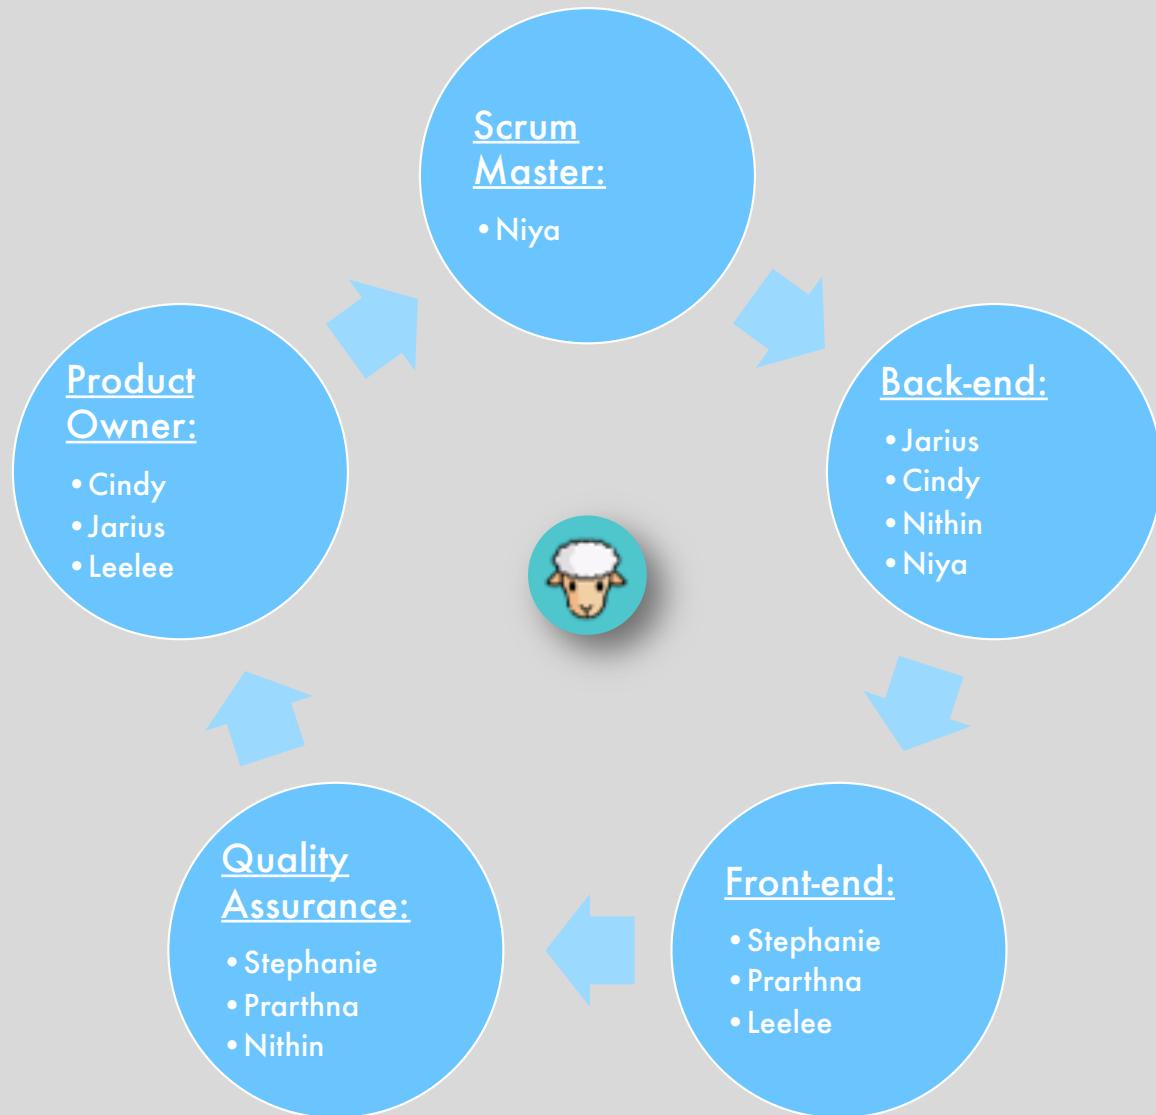 Scrum
Master:
• Niya
Back-end:
• Jarius
• Cindy
• Nithin
• Niya
Front-end:
• Stephanie
• Prarthna
• Leelee
Quality
Assurance:
• Stephanie
• Prarthna
• Nithin
Product
Owner:
• Cindy
• Jarius
• Leelee